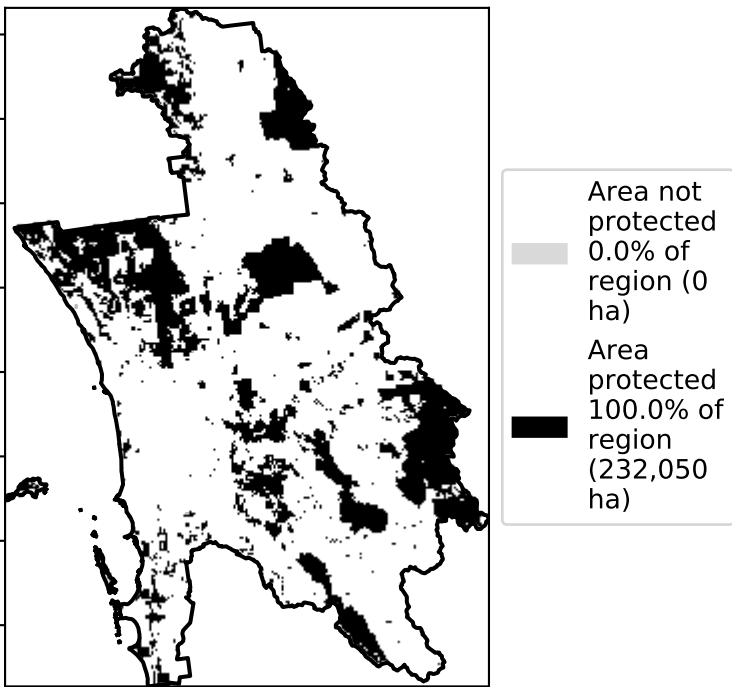 Area not
protected
0.0% of
region (0
ha)
Area
protected
100.0% of
region
(232,050
ha)